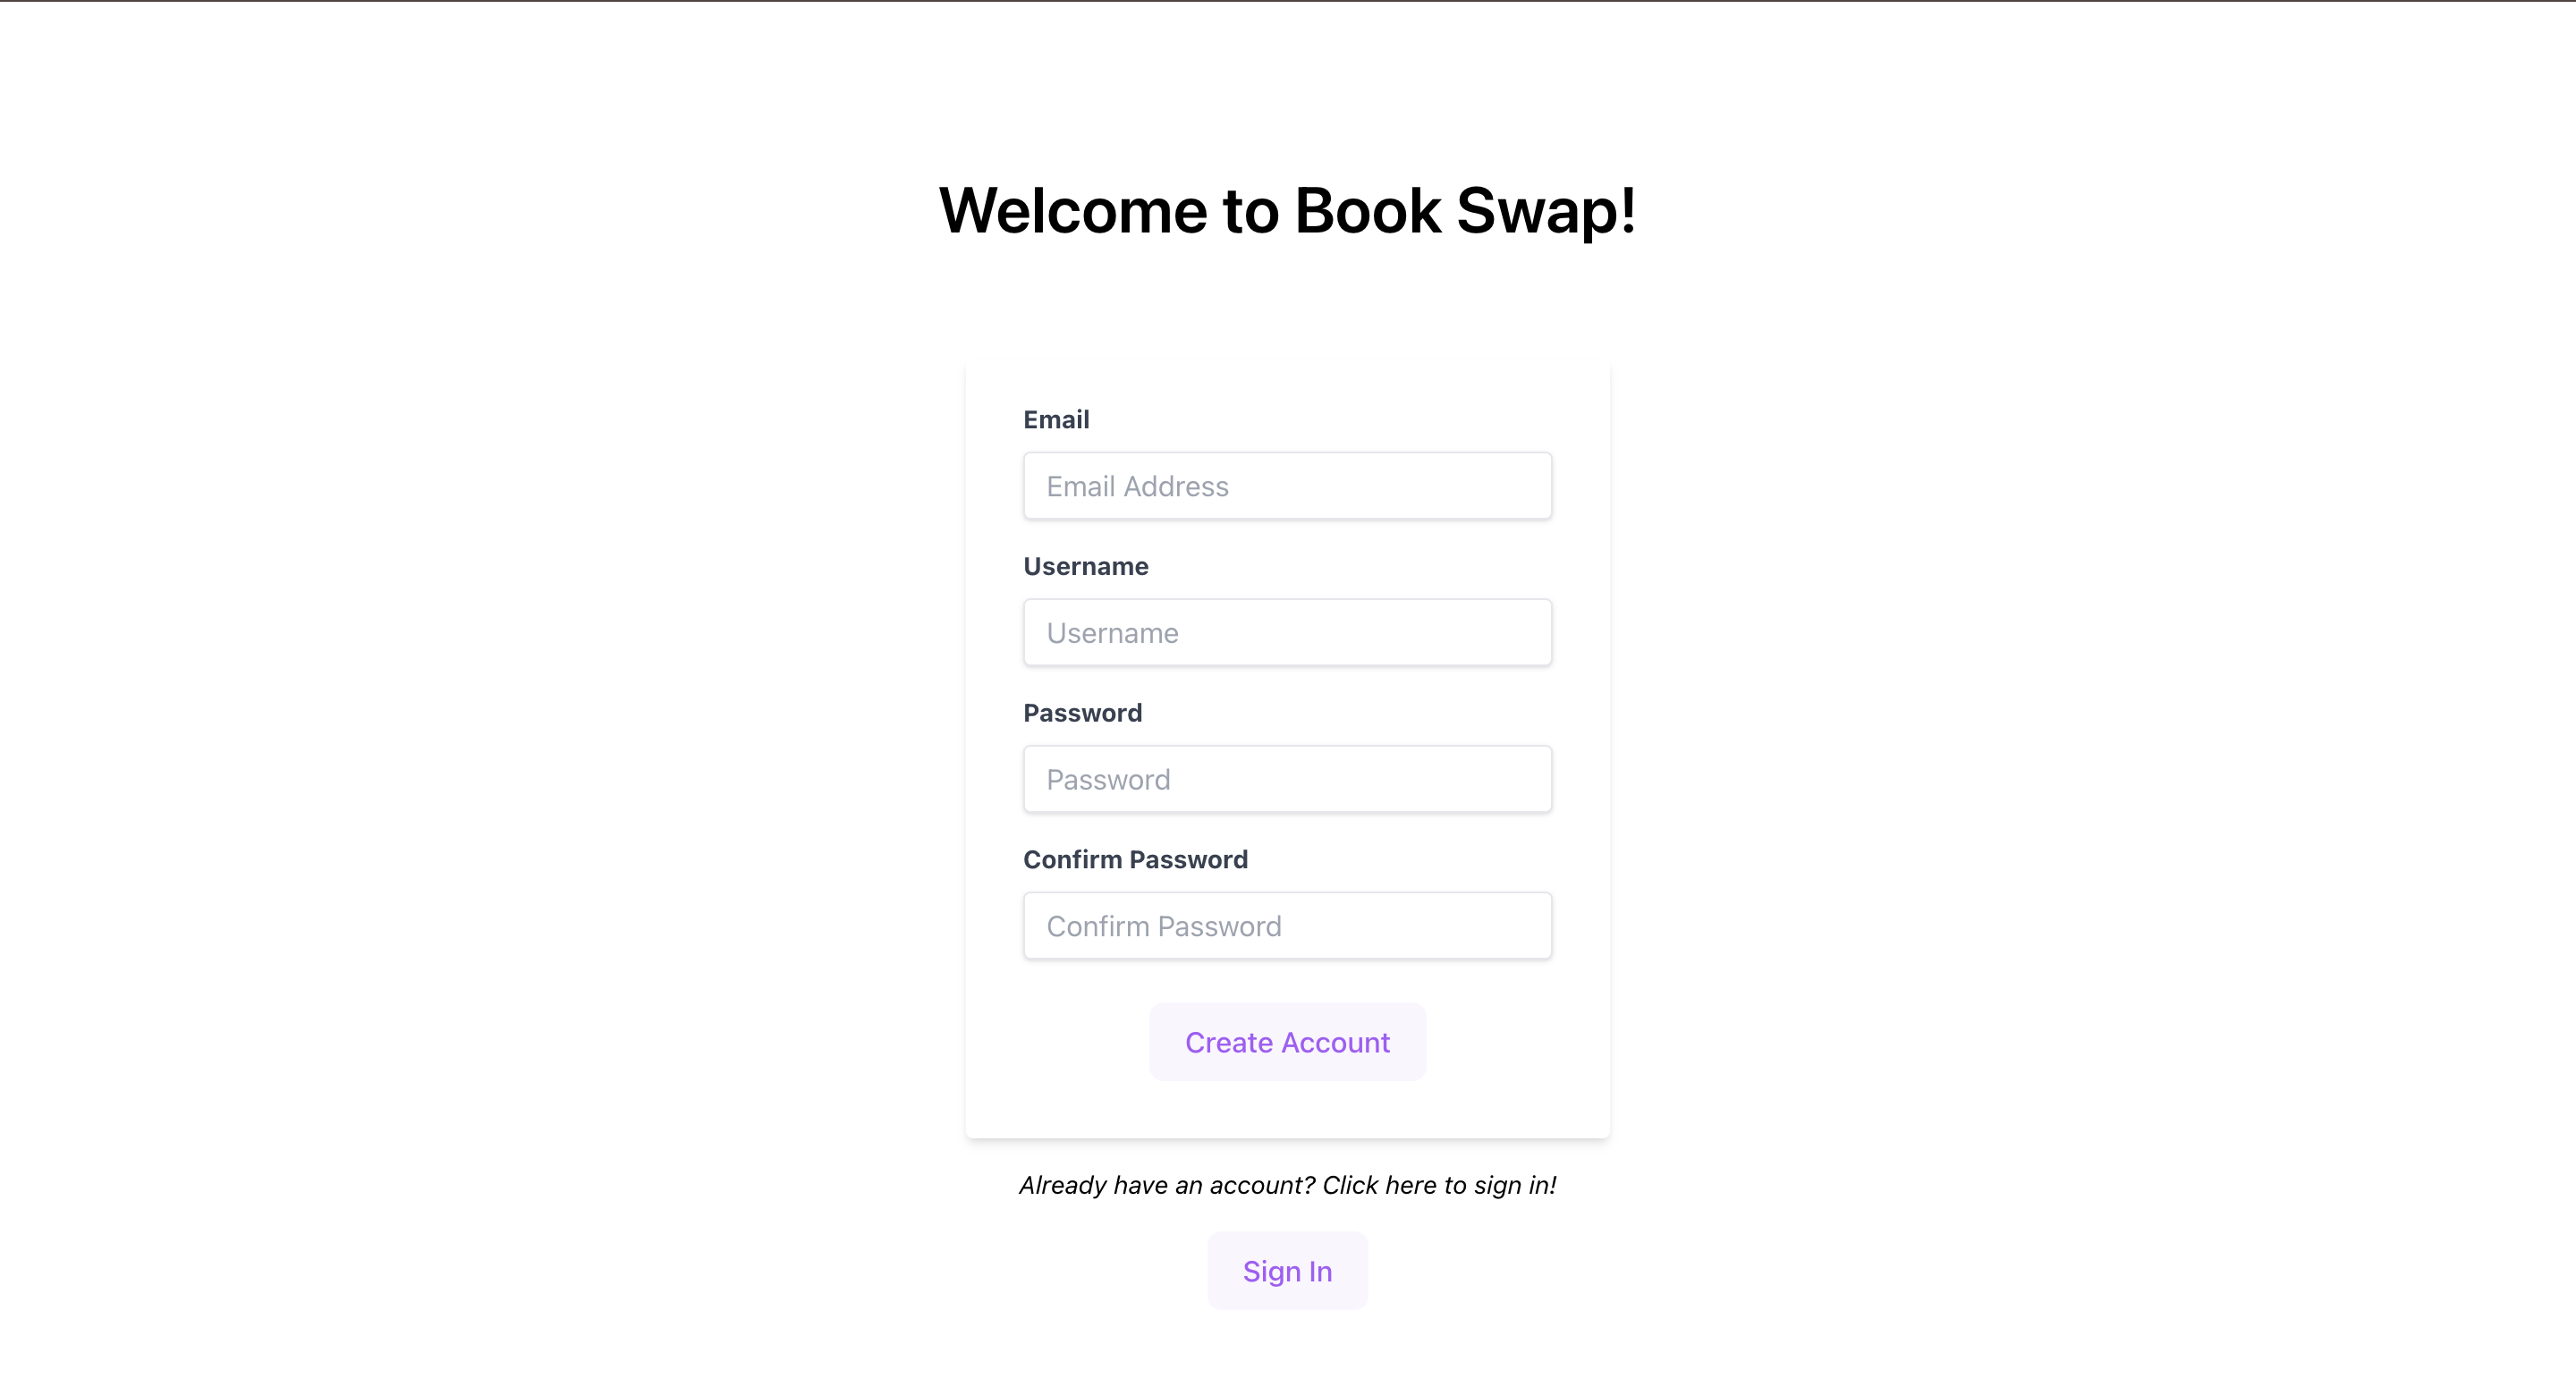 Welcome to Book Swap!
Email
Email Address
Username
Username
Password
Password
Confirm Password
Confirm Password
Create Account
Already have an account? Click here to sign in!
Sign In